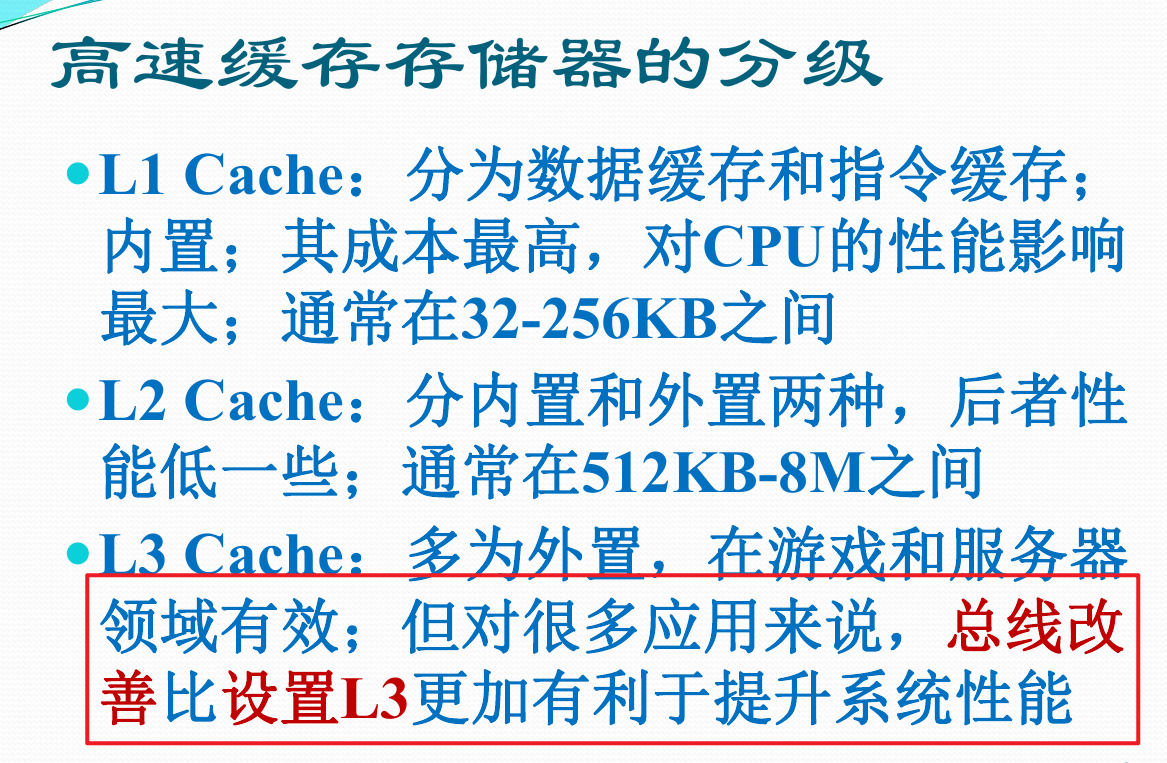 高速缓存存储器的分级
•L1 Cache：分为数据缓存和指令缓存；
内置；其成本最高，对CPU的性能影响
最大；通常在32-256KB之间
•L2 Cache：分内置和外置两种，后者性
能低一些；通常在512KB-8M之间
•L3 Cache：多为外置，在游戏和服务器
领域有效；但对很多应用来说，总线改
善比设置L3更加有利于提升系统性能